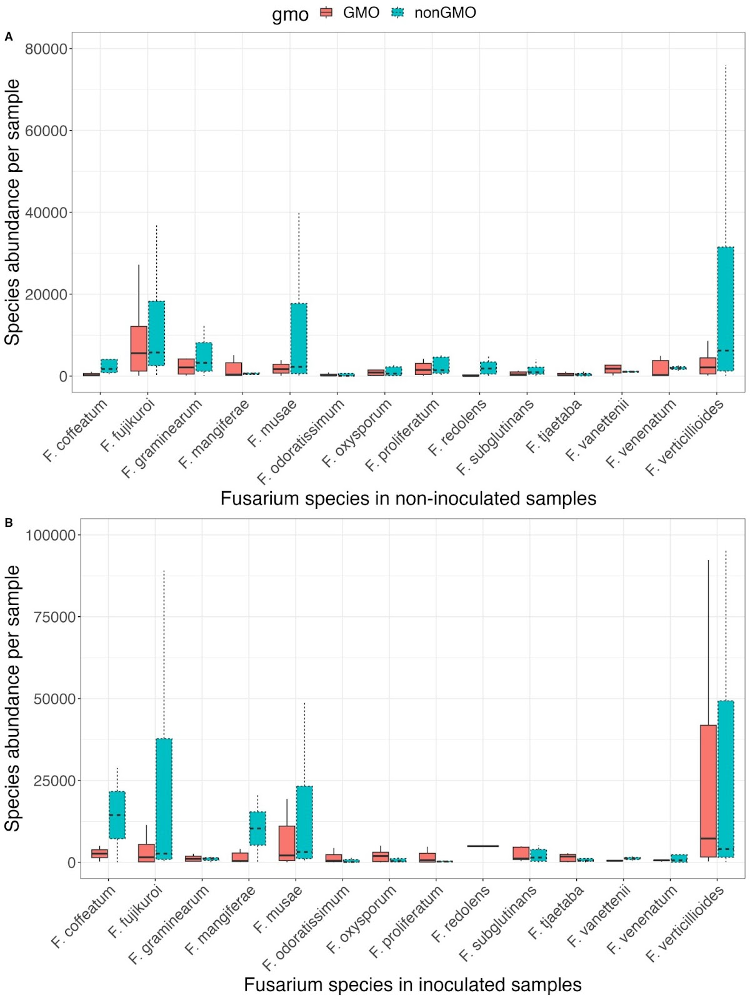 gmo GMO nonGMO
A
Species abundance per sample
80000
60000
40000
20000
0
F. coffeatum
F. fujikuroi
F. graminearum
F. mangiferae
F. musae
F. odoratissimum
F. oxysporum
F. proliferatum
F. redolens
F. subglutinans
F. tjaetaba
F. vanettenii
F. venenatum
F. verticillioides
Fusarium species in non-inoculated samples
B
Species abundance per sample
100000
75000
50000
25000
0
F. coffeatum
F. fujikuroi
F. graminearum
F. mangiferae
F. musae
F. odoratissimum
F. oxysporum
F. proliferatum
F. redolens
F. subglutinans
F. tjaetaba
F. vanettenii
F. venenatum
F. verticillioides
Fusarium species in inoculated samples